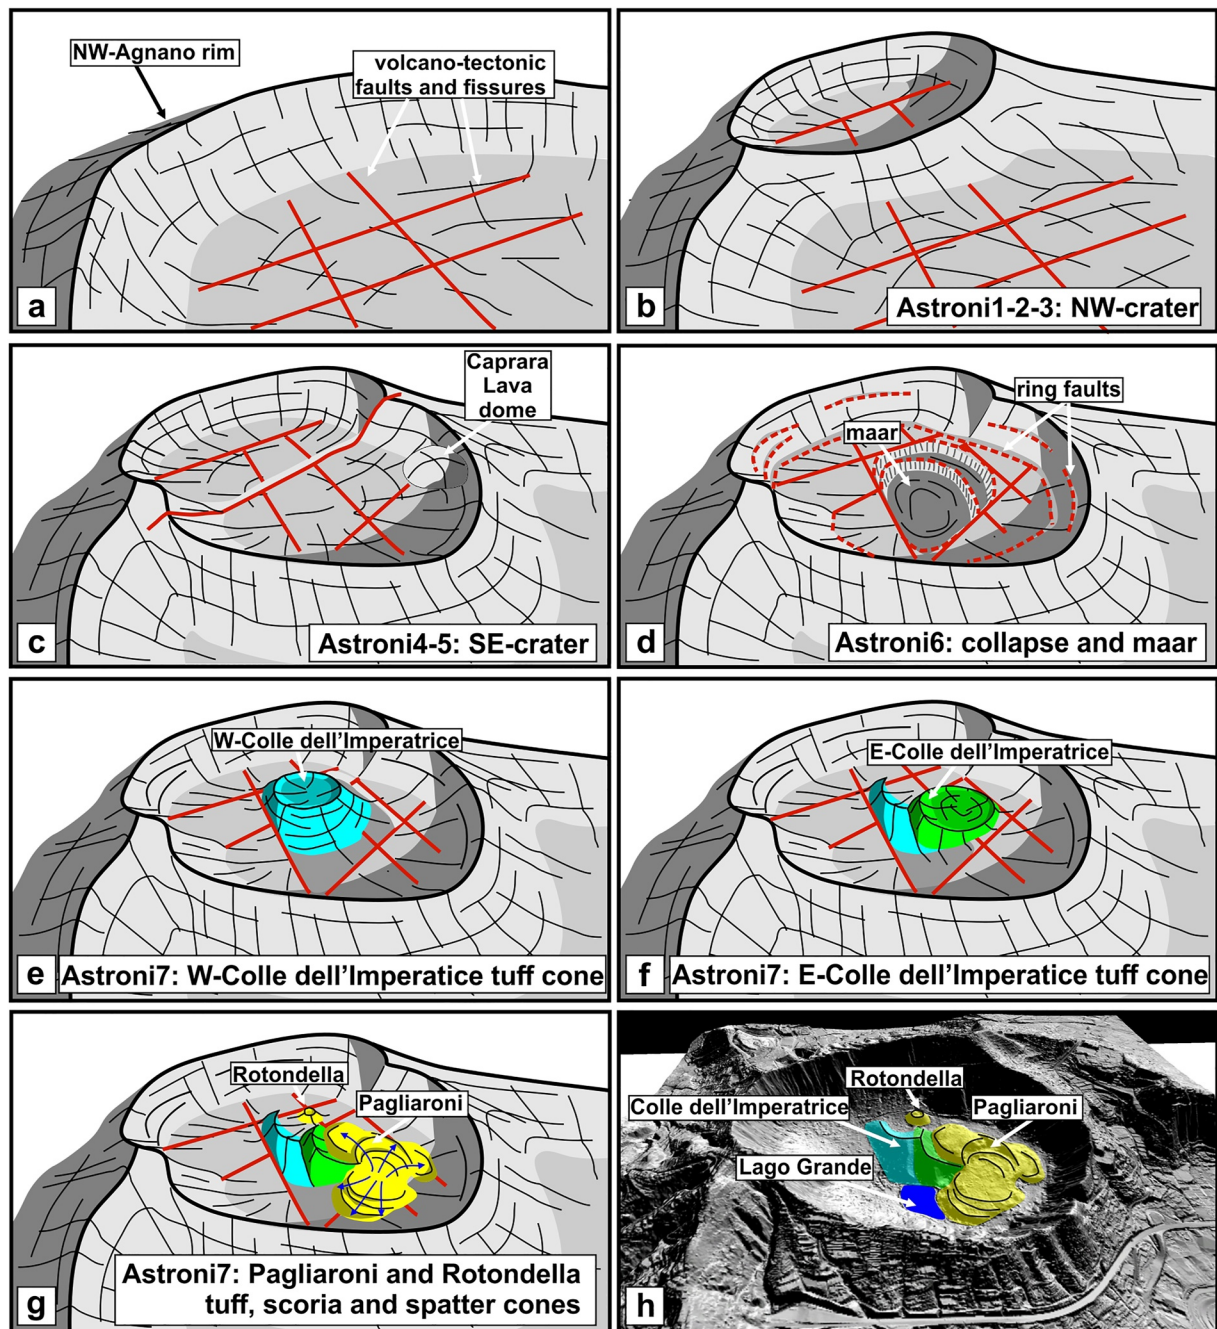 NW-Agnano rim
volcano-tectonic
faults and fissures
a
b
Astroni1-2-3: NW-crater
Caprara
Lava
dome
c
Astroni4-5: SE-crater
ring faults
maar
d
Astroni6: collapse and maar
W-Colle dell'Imperatrice
e
Astroni7: W-Colle dell'Imperatice tuff cone
E-Colle dell'Imperatrice
f
Astroni7: E-Colle dell'Imperatice tuff cone
Rotondella
Pagliaroni
g
Astroni7: Pagliaroni and Rotondella
tuff, scoria and spatter cones
Rotondella
Colle dell'Imperatrice
Pagliaroni
Lago Grande
h